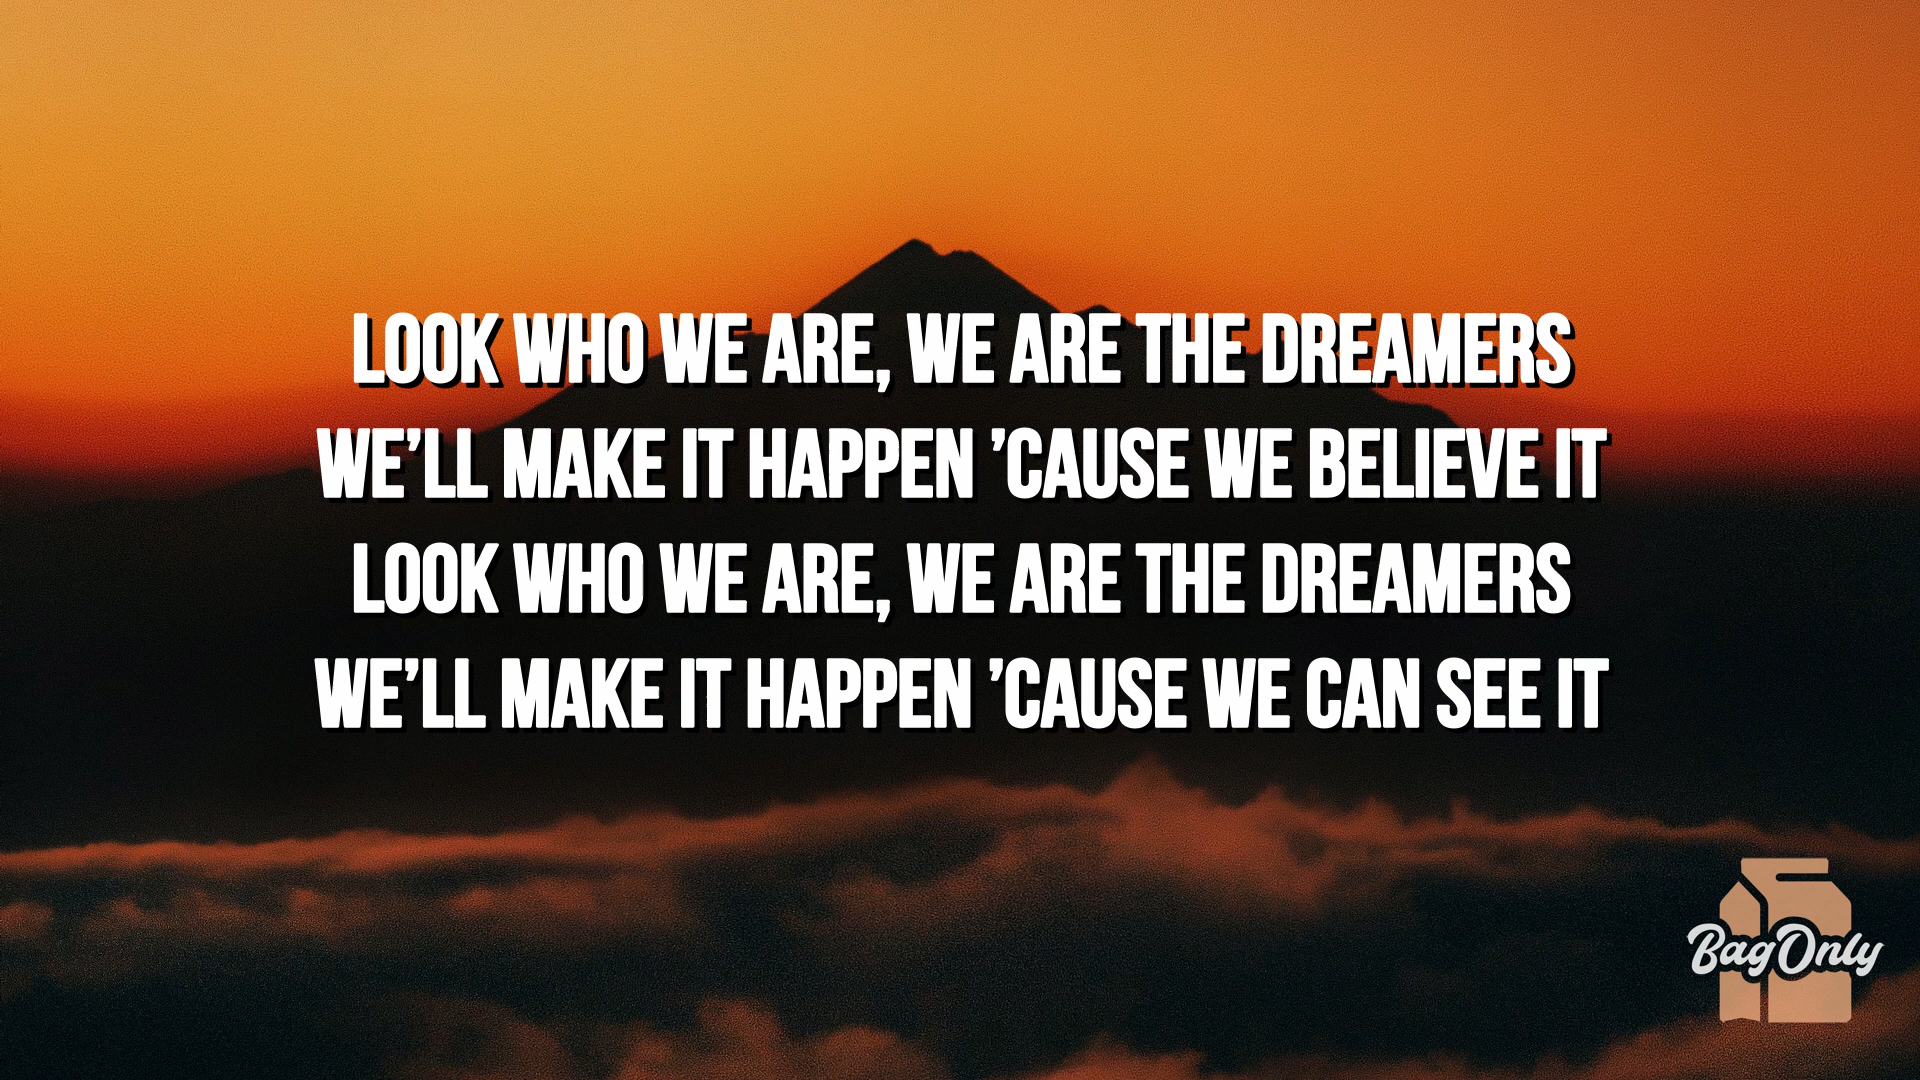 LOOK WHO WE ARE, WE ARE THE DREAMERS
WE’LL MAKE IT HAPPEN ’CAUSE WE BELIEVE IT
LOOK WHO WE ARE, WE ARE THE DREAMERS
WE’LL MAKE IT HAPPEN ’CAUSE WE CAN SEE IT
BagOnly